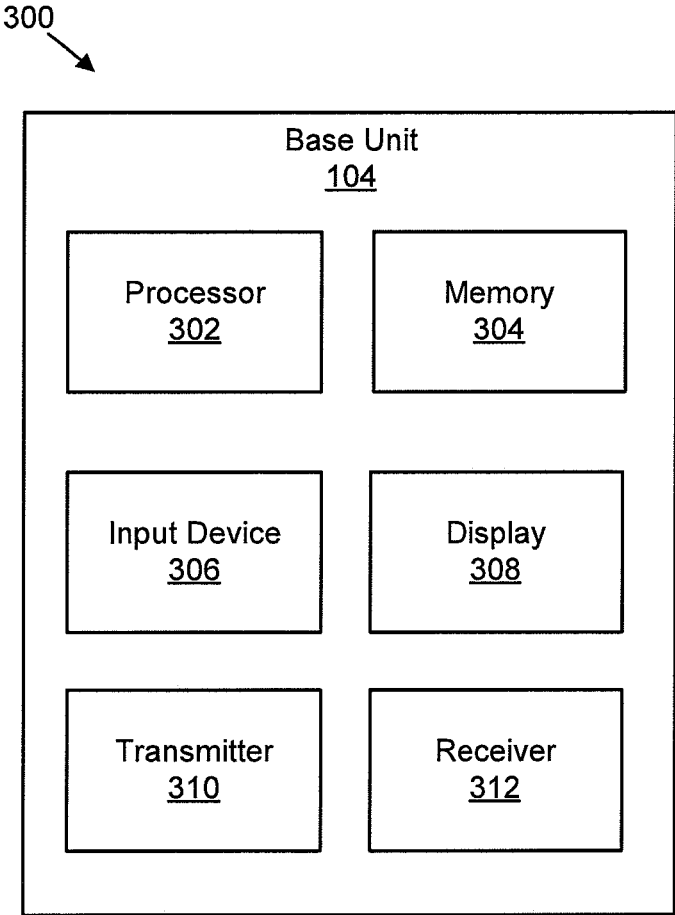 300
Base Unit
104
Processor
302
Memory
304
Input Device
306
Display
308
Transmitter
310
Receiver
312